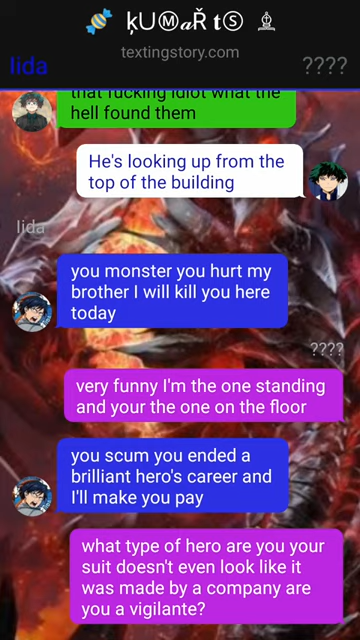 🍬 ķUⓂ𝒂Ř 𝐭Ⓢ ♗
textingstory.com
Iida
????
that fucking idiot what the
hell found them
He's looking up from the
top of the building
Iida
you monster you hurt my
brother I will kill you here
today
????
very funny I'm the one standing
and your the one on the floor
you scum you ended a
brilliant hero's career and
I'll make you pay
what type of hero are you your
suit doesn't even look like it
was made by a company are
you a vigilante?